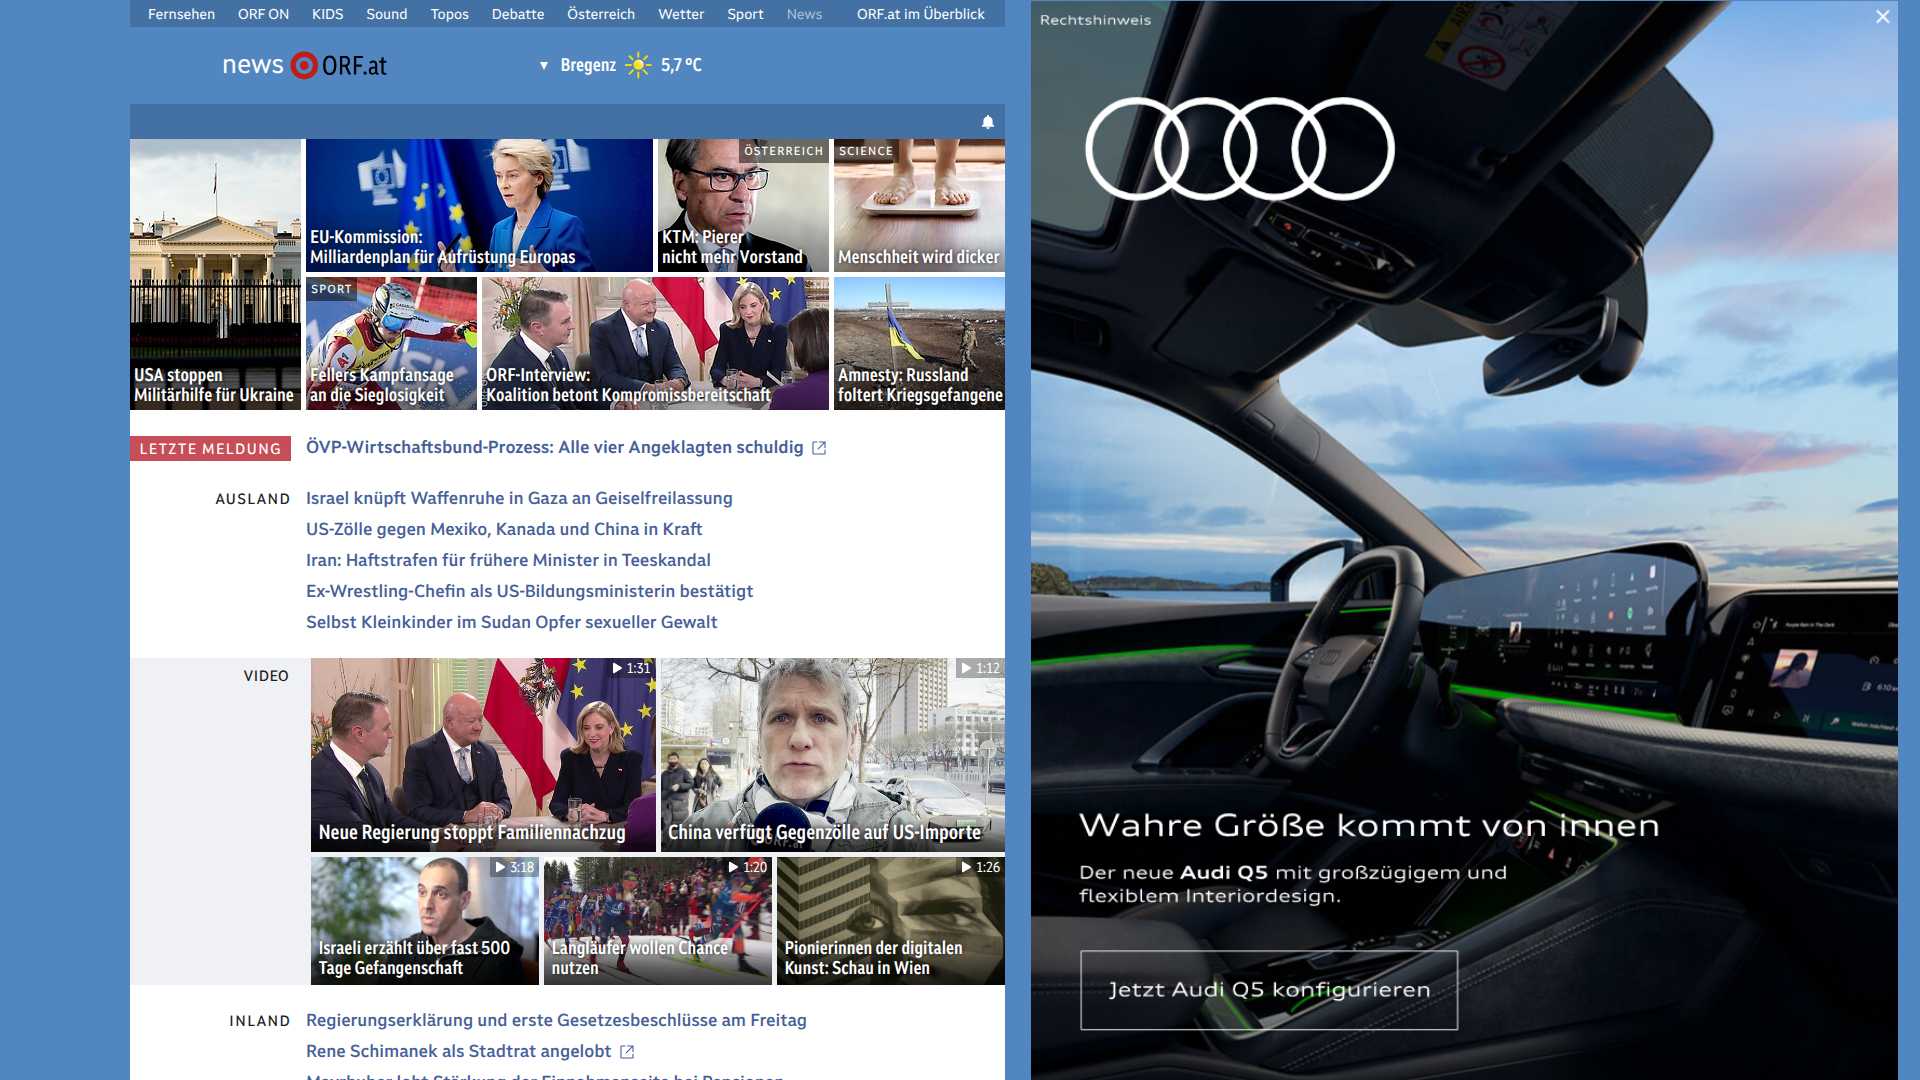 Fernsehen ORF ON KIDS Sound Topos Debatte Österreich Wetter Sport News ORF.at im Überblick
news ORF.at
▼ Bregenz 5,7 °C
USA stoppen
Militärhilfe für Ukraine
EU-Kommission:
Milliardenplan für Aufrüstung Europas
ÖSTERREICH
KTM: Pierer
nicht mehr Vorstand
SCIENCE
Menschheit wird dicker
SPORT
Fellers Kampfansage
an die Sieglosigkeit
ORF-Interview:
Koalition betont Kompromissbereitschaft
Amnesty: Russland
foltert Kriegsgefangene
LETZTE MELDUNG
ÖVP-Wirtschaftsbund-Prozess: Alle vier Angeklagten schuldig
AUSLAND
Israel knüpft Waffenruhe in Gaza an Geiselfreilassung
US-Zölle gegen Mexiko, Kanada und China in Kraft
Iran: Haftstrafen für frühere Minister in Teeskandal
Ex-Wrestling-Chefin als US-Bildungsministerin bestätigt
Selbst Kleinkinder im Sudan Opfer sexueller Gewalt
VIDEO
1:31
Neue Regierung stoppt Familiennachzug
1:12
China verfügt Gegenzölle auf US-Importe
3:18
Israeli erzählt über fast 500
Tage Gefangenschaft
1:20
Langläufer wollen Chance
nutzen
1:26
Pionierinnen der digitalen
Kunst: Schau in Wien
INLAND
Regierungserklärung und erste Gesetzesbeschlüsse am Freitag
Rene Schimanek als Stadtrat angelobt
Mayrhuber lobt Stärkung der Einnahmenseite bei Pensionen
Rechtshinweis
Wahre Größe kommt von innen
Der neue Audi Q5 mit großzügigem und
flexiblem Interiordesign.
Jetzt Audi Q5 konfigurieren